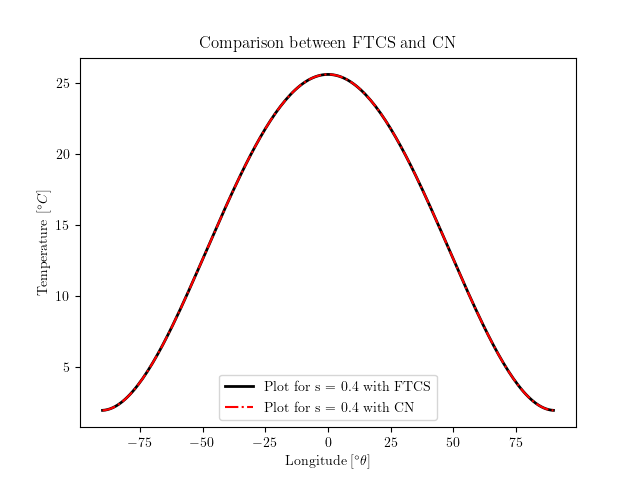 Comparison between FTCS and CN
25
20
15
10
5
Temperature [°C]
Plot for s = 0.4 with FTCS
Plot for s = 0.4 with CN
−75 −50 −25 0 25 50 75
Longitude [°θ]